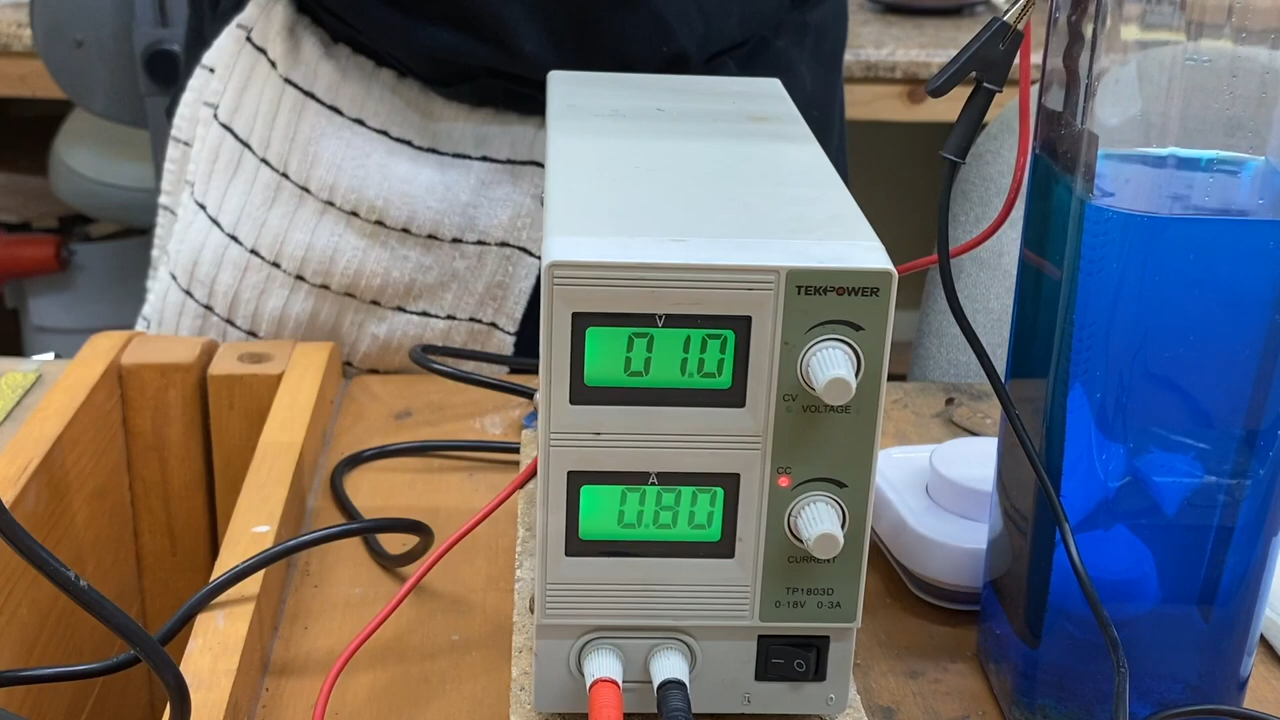 TEKPOWER
V
01.0
CV
VOLTAGE
A
0.80
CC
CURRENT
TP1803D
0-18V 0-3A